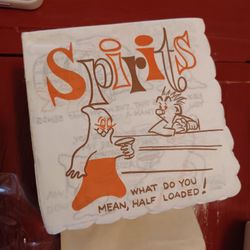 Spirits
WHAT DO YOU
MEAN, HALF LOADED!